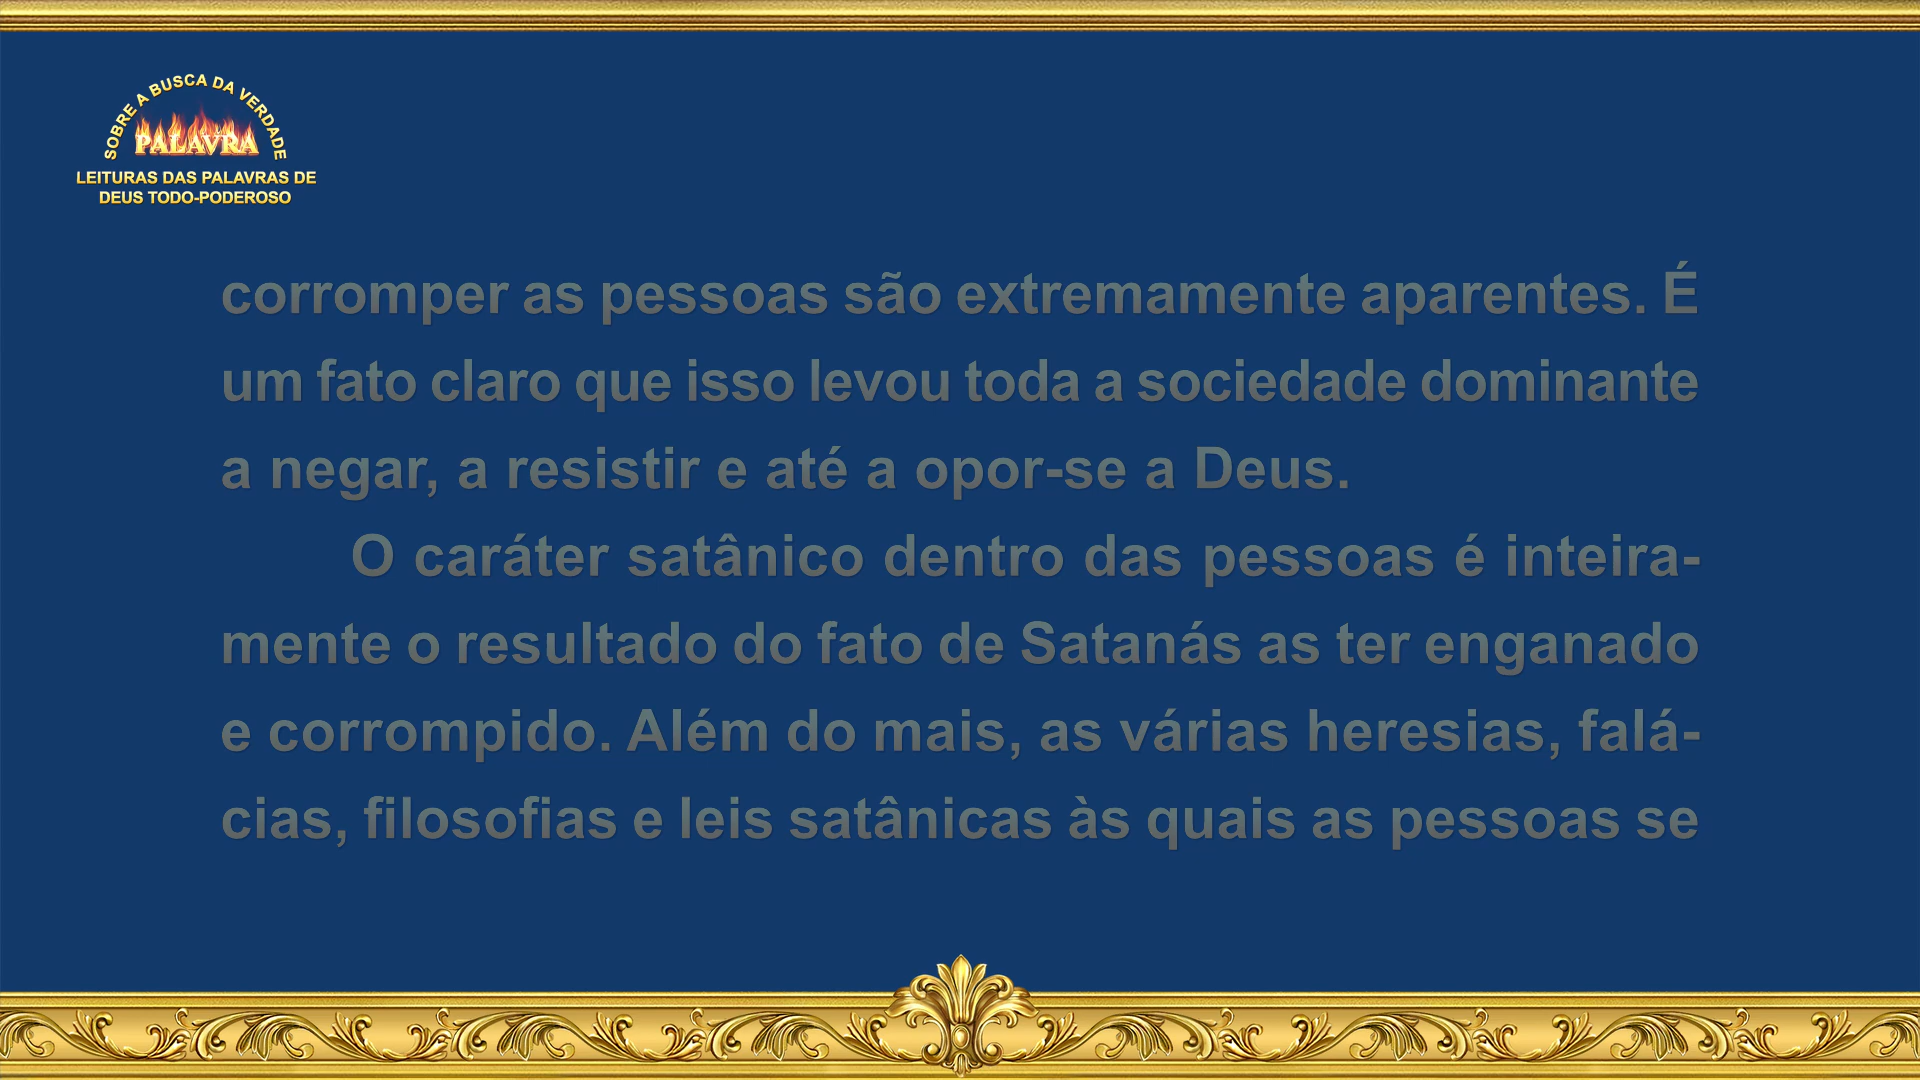 SOBRE A BUSCA DA VERDADE
PALAVRA
LEITURAS DAS PALAVRAS DE
DEUS TODO-PODEROSO
corromper as pessoas são extremamente aparentes. É
um fato claro que isso levou toda a sociedade dominante
a negar, a resistir e até a opor-se a Deus.
O caráter satânico dentro das pessoas é inteira-
mente o resultado do fato de Satanás as ter enganado
e corrompido. Além do mais, as várias heresias, falá-
cias, filosofias e leis satânicas às quais as pessoas se